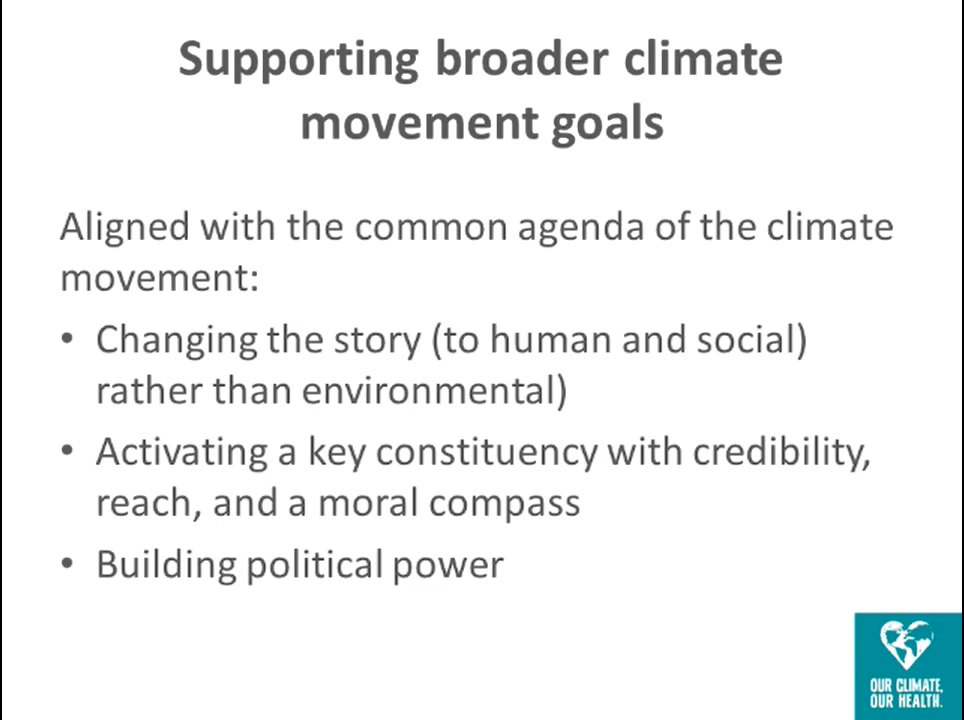 Supporting broader climate
movement goals
Aligned with the common agenda of the climate
movement:
• Changing the story (to human and social)
rather than environmental)
• Activating a key constituency with credibility,
reach, and a moral compass
• Building political power
OUR CLIMATE,
OUR HEALTH.